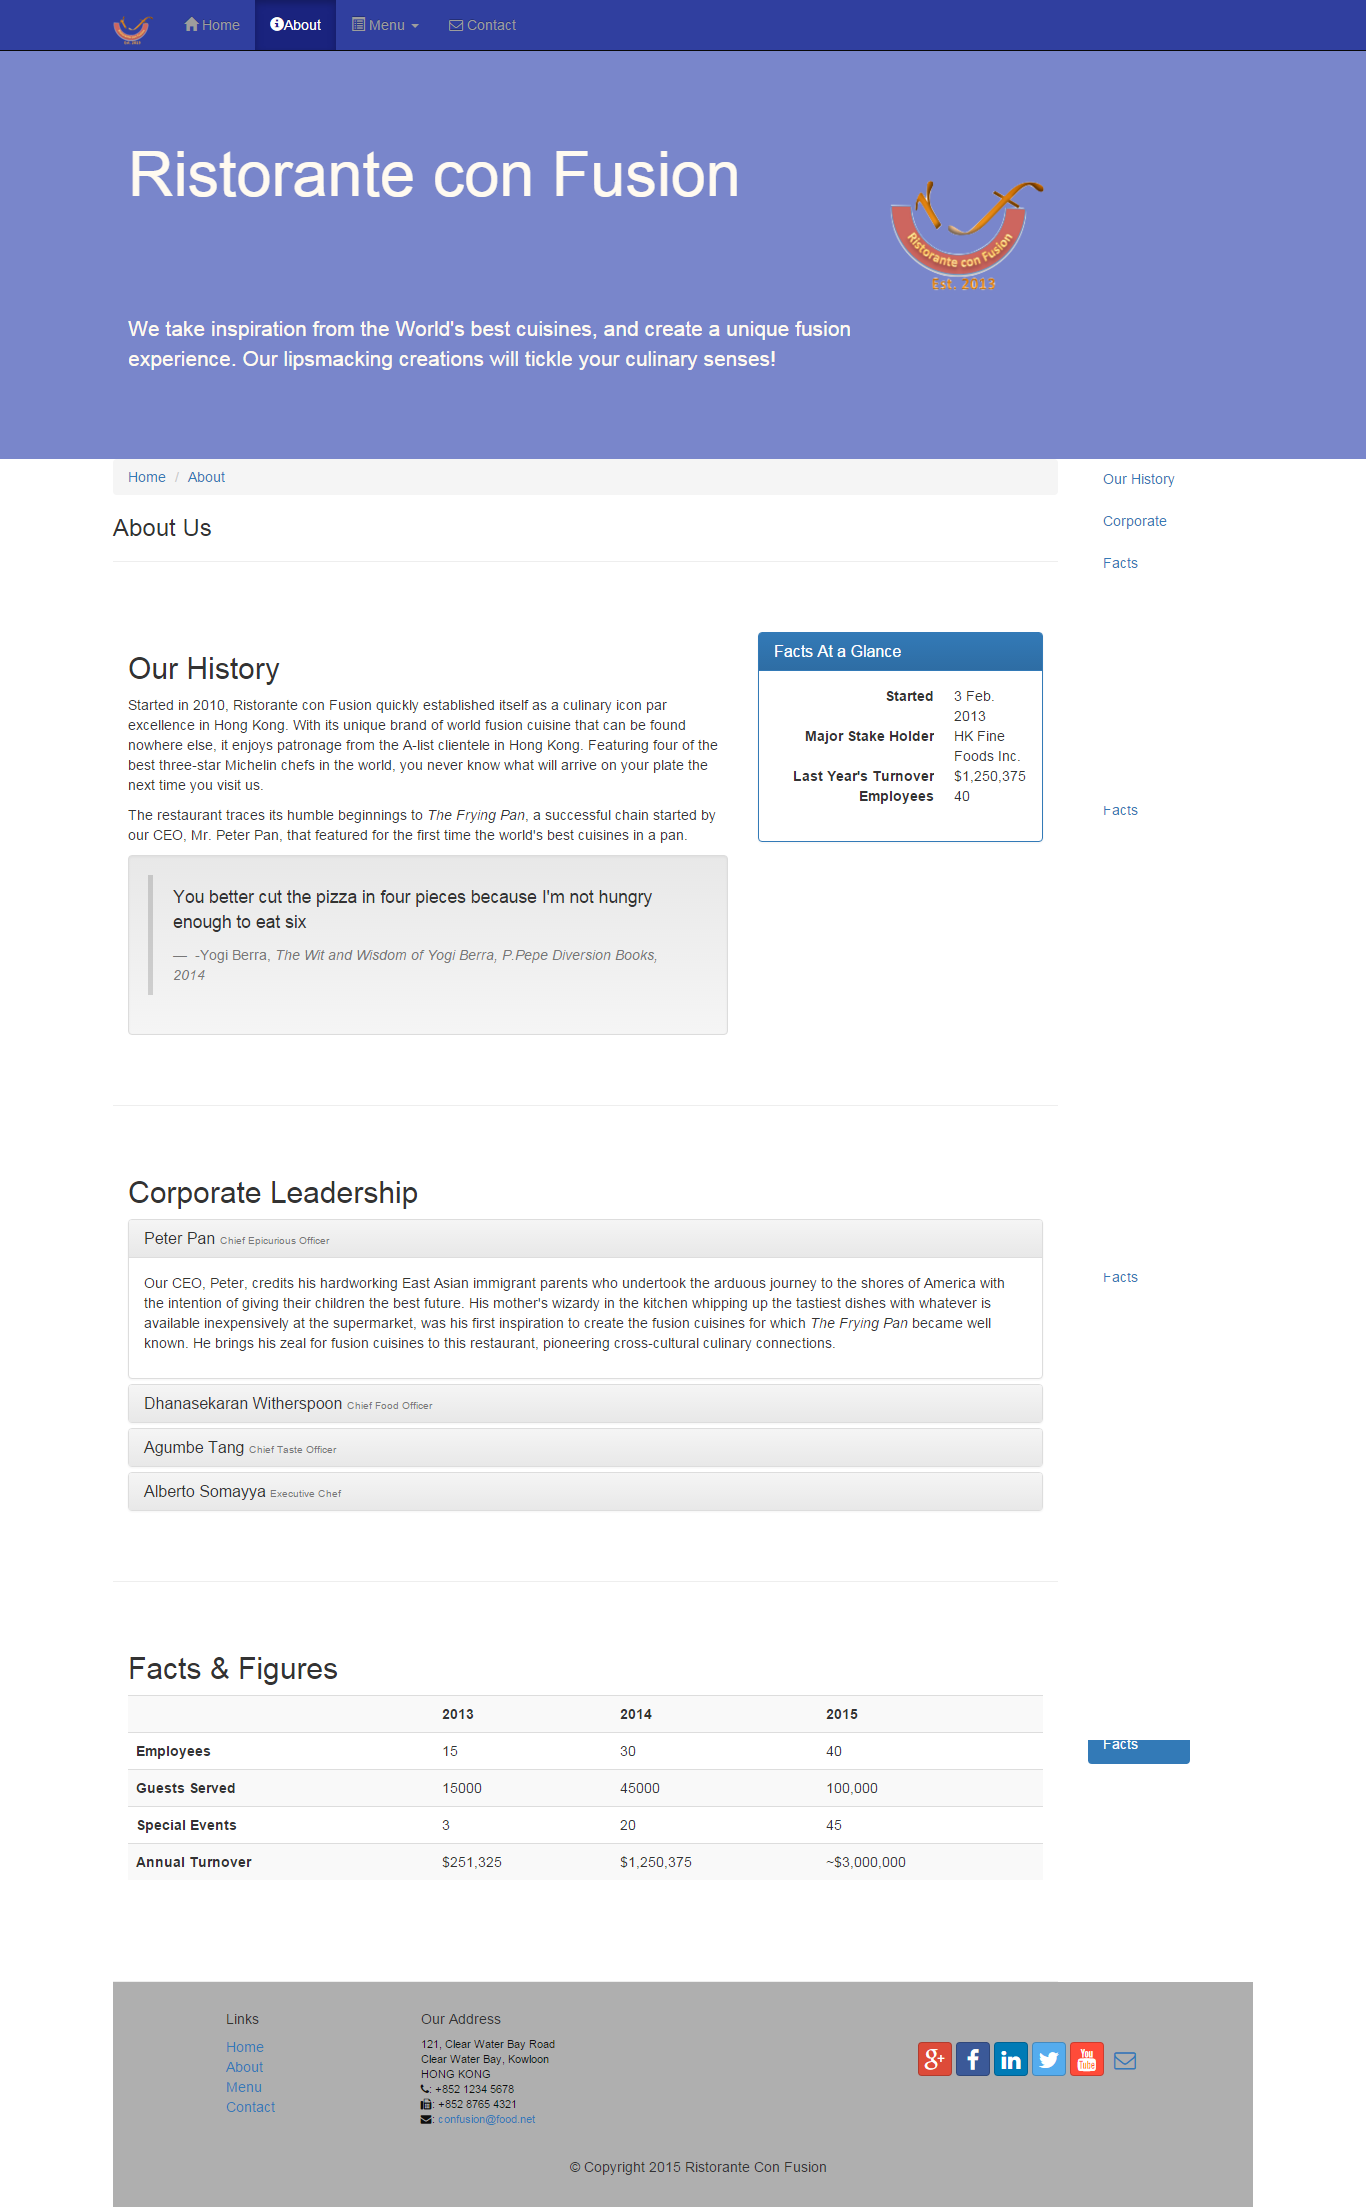 Est. 2013
Home
About
Menu
Contact
Ristorante con Fusion
Ristorante con Fusion
Est. 2013
We take inspiration from the World's best cuisines, and create a unique fusion
experience. Our lipsmacking creations will tickle your culinary senses!
Home / About
Our History
Corporate
Facts
About Us
Our History
Started in 2010, Ristorante con Fusion quickly established itself as a culinary icon par
excellence in Hong Kong. With its unique brand of world fusion cuisine that can be found
nowhere else, it enjoys patronage from the A-list clientele in Hong Kong. Featuring four of the
best three-star Michelin chefs in the world, you never know what will arrive on your plate the
next time you visit us.
The restaurant traces its humble beginnings to The Frying Pan, a successful chain started by
our CEO, Mr. Peter Pan, that featured for the first time the world's best cuisines in a pan.
You better cut the pizza in four pieces because I'm not hungry
enough to eat six
— -Yogi Berra, The Wit and Wisdom of Yogi Berra, P.Pepe Diversion Books,
2014
Facts At a Glance
Started 3 Feb.
2013
Major Stake Holder HK Fine
Foods Inc.
Last Year's Turnover $1,250,375
Employees 40
Facts
Corporate Leadership
Peter Pan Chief Epicurious Officer
Our CEO, Peter, credits his hardworking East Asian immigrant parents who undertook the arduous journey to the shores of America with
the intention of giving their children the best future. His mother's wizardy in the kitchen whipping up the tastiest dishes with whatever is
available inexpensively at the supermarket, was his first inspiration to create the fusion cuisines for which The Frying Pan became well
known. He brings his zeal for fusion cuisines to this restaurant, pioneering cross-cultural culinary connections.
Facts
Dhanasekaran Witherspoon Chief Food Officer
Agumbe Tang Chief Taste Officer
Alberto Somayya Executive Chef
Facts & Figures
2013 2014 2015
Employees 15 30 40
Guests Served 15000 45000 100,000
Special Events 3 20 45
Annual Turnover $251,325 $1,250,375 ~$3,000,000
Facts
Links
Home
About
Menu
Contact
Our Address
121, Clear Water Bay Road
Clear Water Bay, Kowloon
HONG KONG
: +852 1234 5678
: +852 8765 4321
: confusion@food.net
g+ f in You Tube
© Copyright 2015 Ristorante Con Fusion